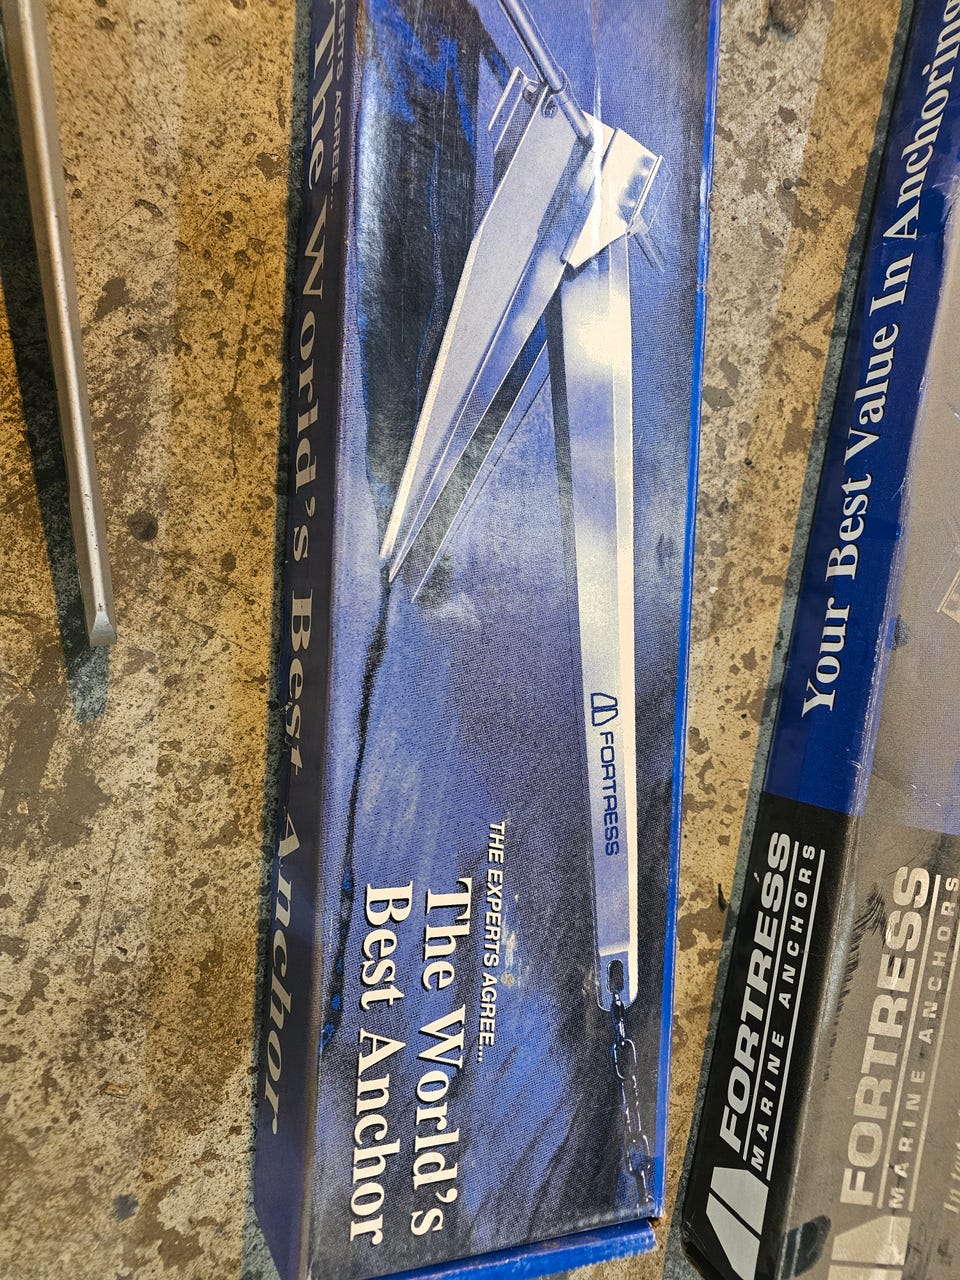 THE EXPERTS AGREE...
The World's
Best Anchor
FORTRESS
AGREE...
The World's Best Anchor
Your Best Value In Anchoring
FORTRESS
MARINE ANCHORS
FORTRESS
MARINE ANCHORS